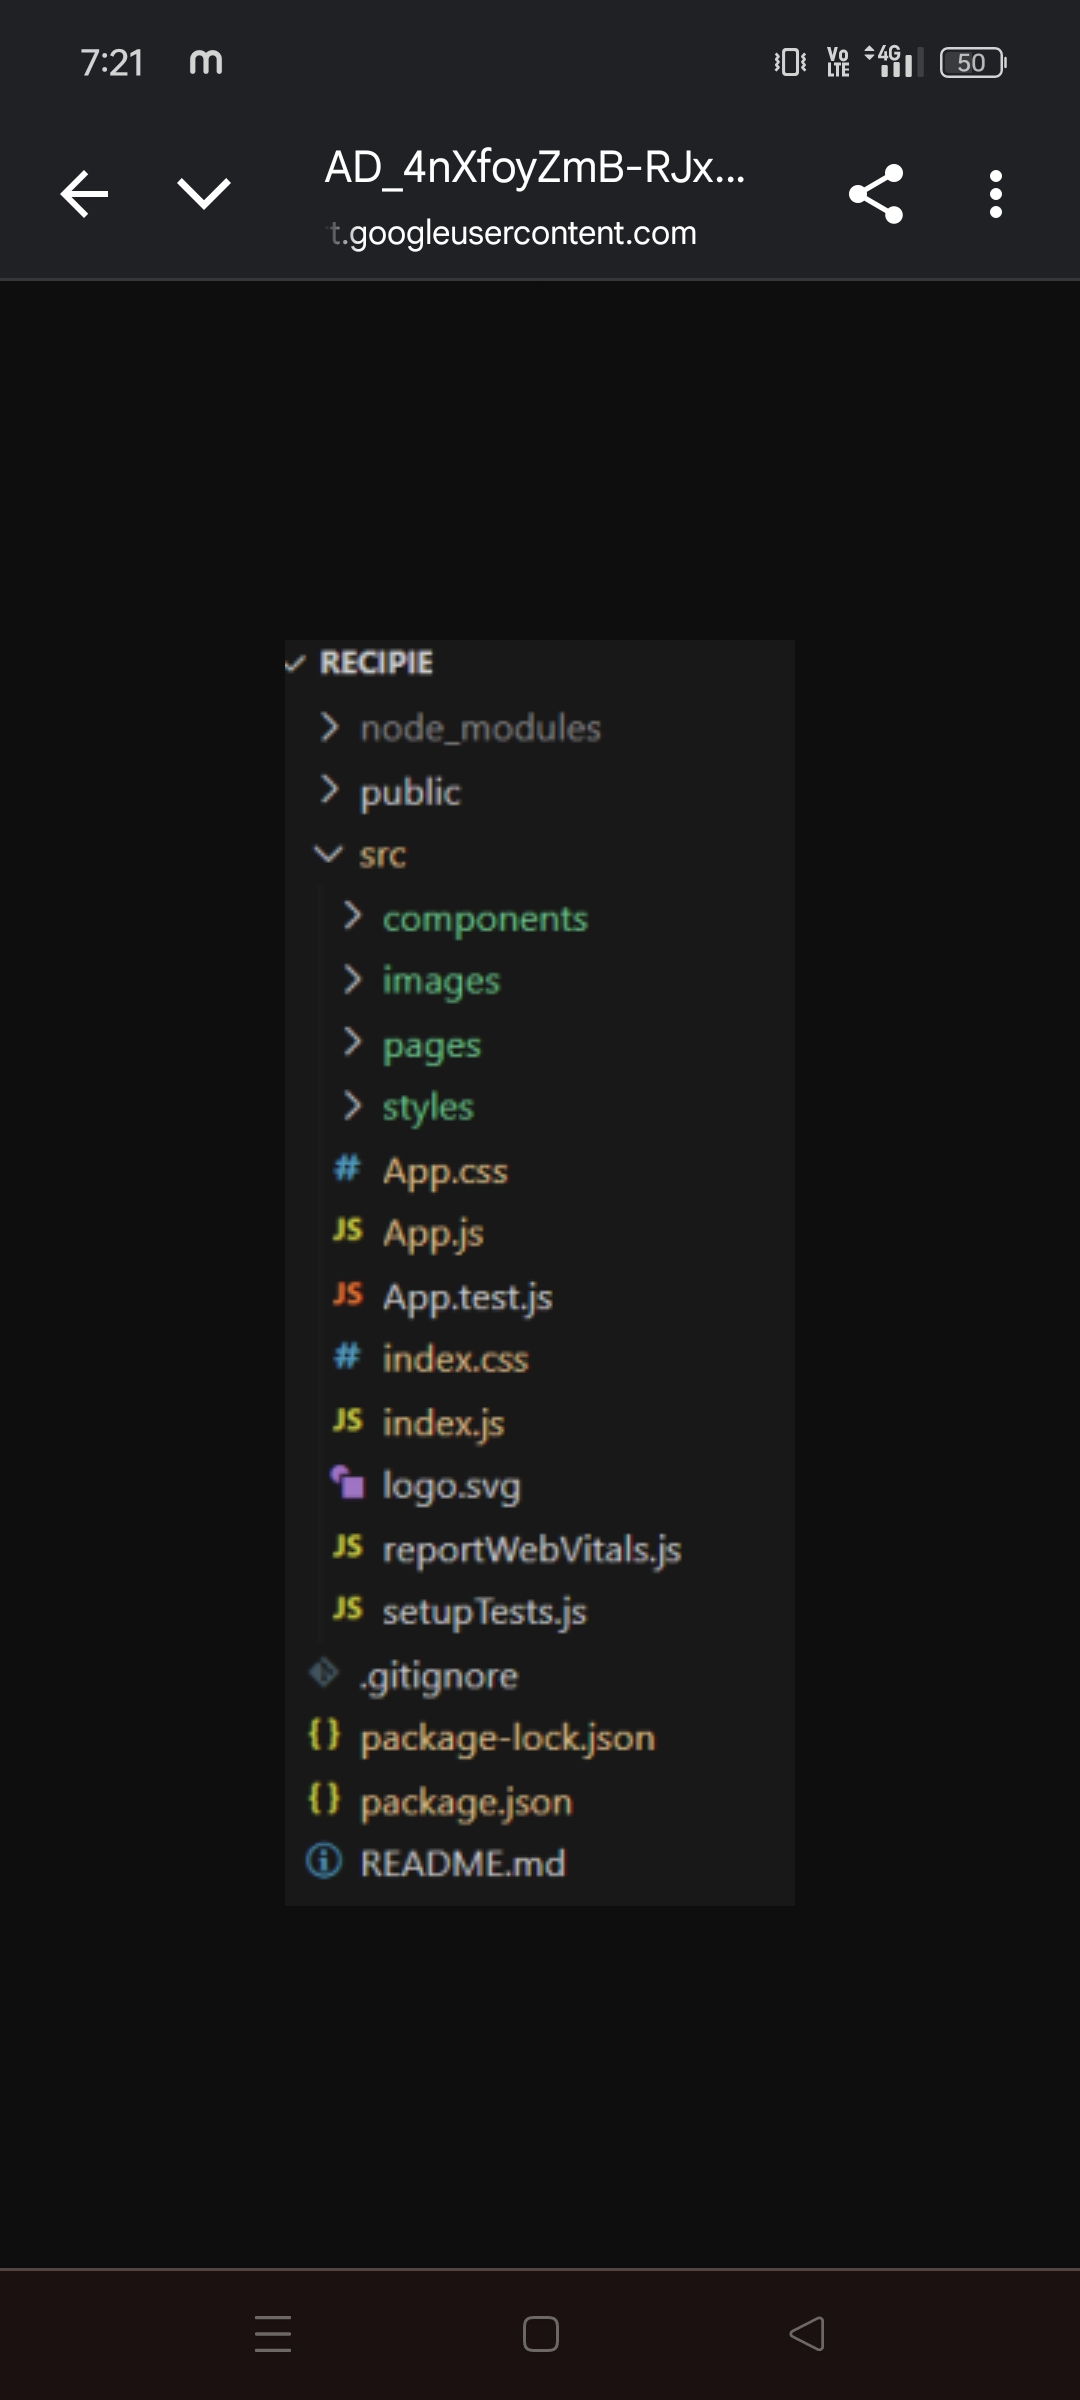 7:21 m Vo LTE 4G 50
AD_4nXfoyZmB-RJx...
t.googleusercontent.com
RECIPIE
node_modules
public
src
components
images
pages
styles
# App.css
JS App.js
JS App.test.js
# index.css
JS index.js
logo.svg
JS reportWebVitals.js
JS setupTests.js
.gitignore
{} package-lock.json
{} package.json
README.md